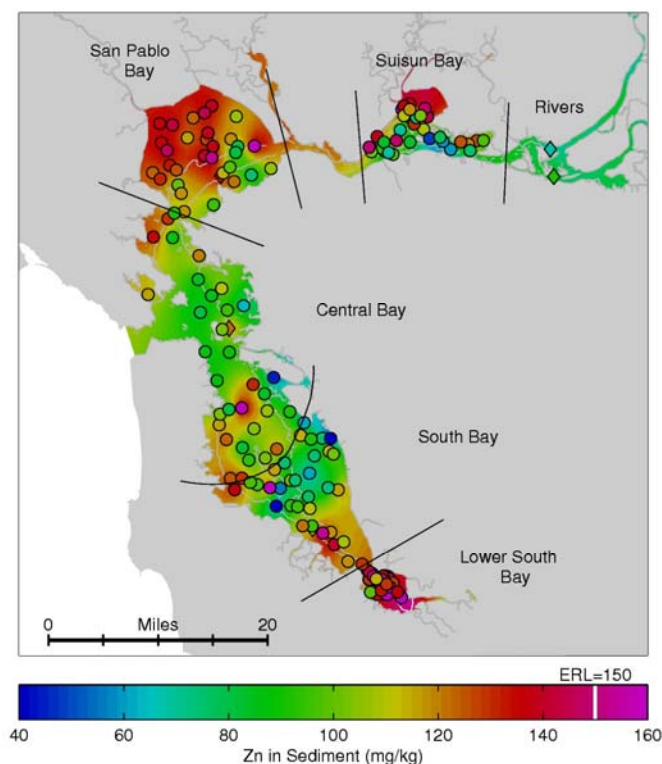 San Pablo
Bay
Suisun Bay
Rivers
Central Bay
South Bay
Lower South
Bay
0 Miles 20
ERL=150
40 60 80 100 120 140 160
Zn in Sediment (mg/kg)